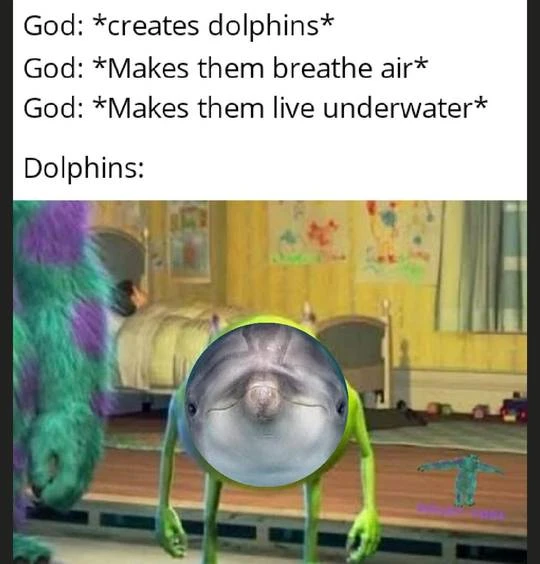 God: *creates dolphins*
God: *Makes them breathe air*
God: *Makes them live underwater*
Dolphins: